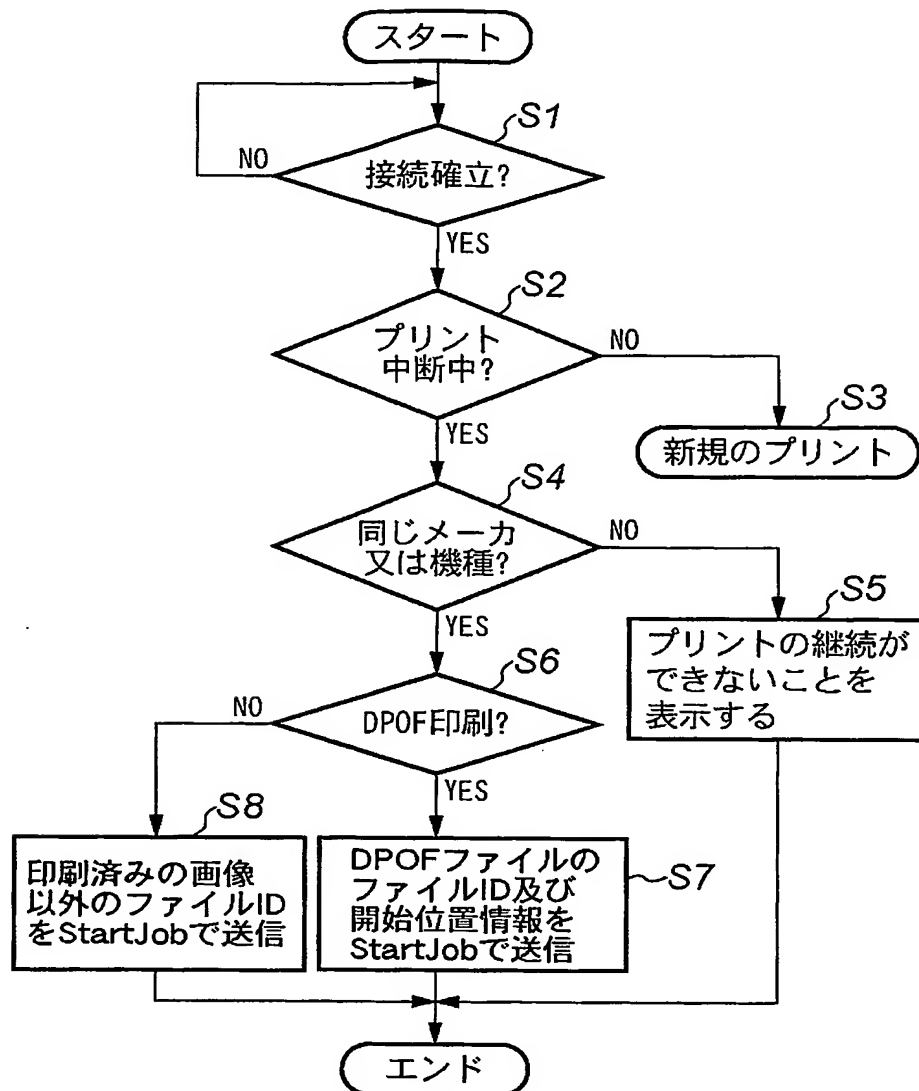 スタート
S1
接続確立?
NO
YES
S2
プリント
中断中?
NO
YES
S3
新規のプリント
S4
同じメーカ
又は機種?
NO
YES
S5
プリントの継続が
できないことを
表示する
S6
DPOF印刷?
NO
YES
S8
印刷済みの画像
以外のファイルID
をStartJobで送信
S7
DPOFファイルの
ファイルID及び
開始位置情報を
StartJobで送信
エンド